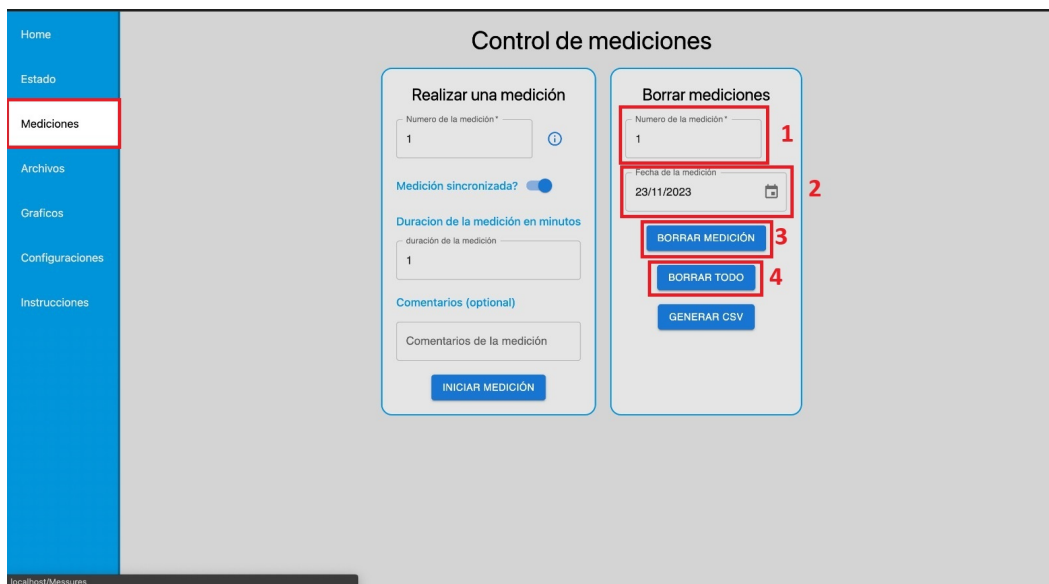 Home
Estado
Mediciones
Archivos
Graficos
Configuraciones
Instrucciones
Control de mediciones
Realizar una medición
Numero de la medición *
1
Medición sincronizada?
Duracion de la medición en minutos
duración de la medición
1
Comentarios (optional)
Comentarios de la medición
INICIAR MEDICIÓN
Borrar mediciones
Numero de la medición *
1
1
Fecha de la medición
23/11/2023
2
BORRAR MEDICIÓN
3
BORRAR TODO
4
GENERAR CSV
localhost/Messures